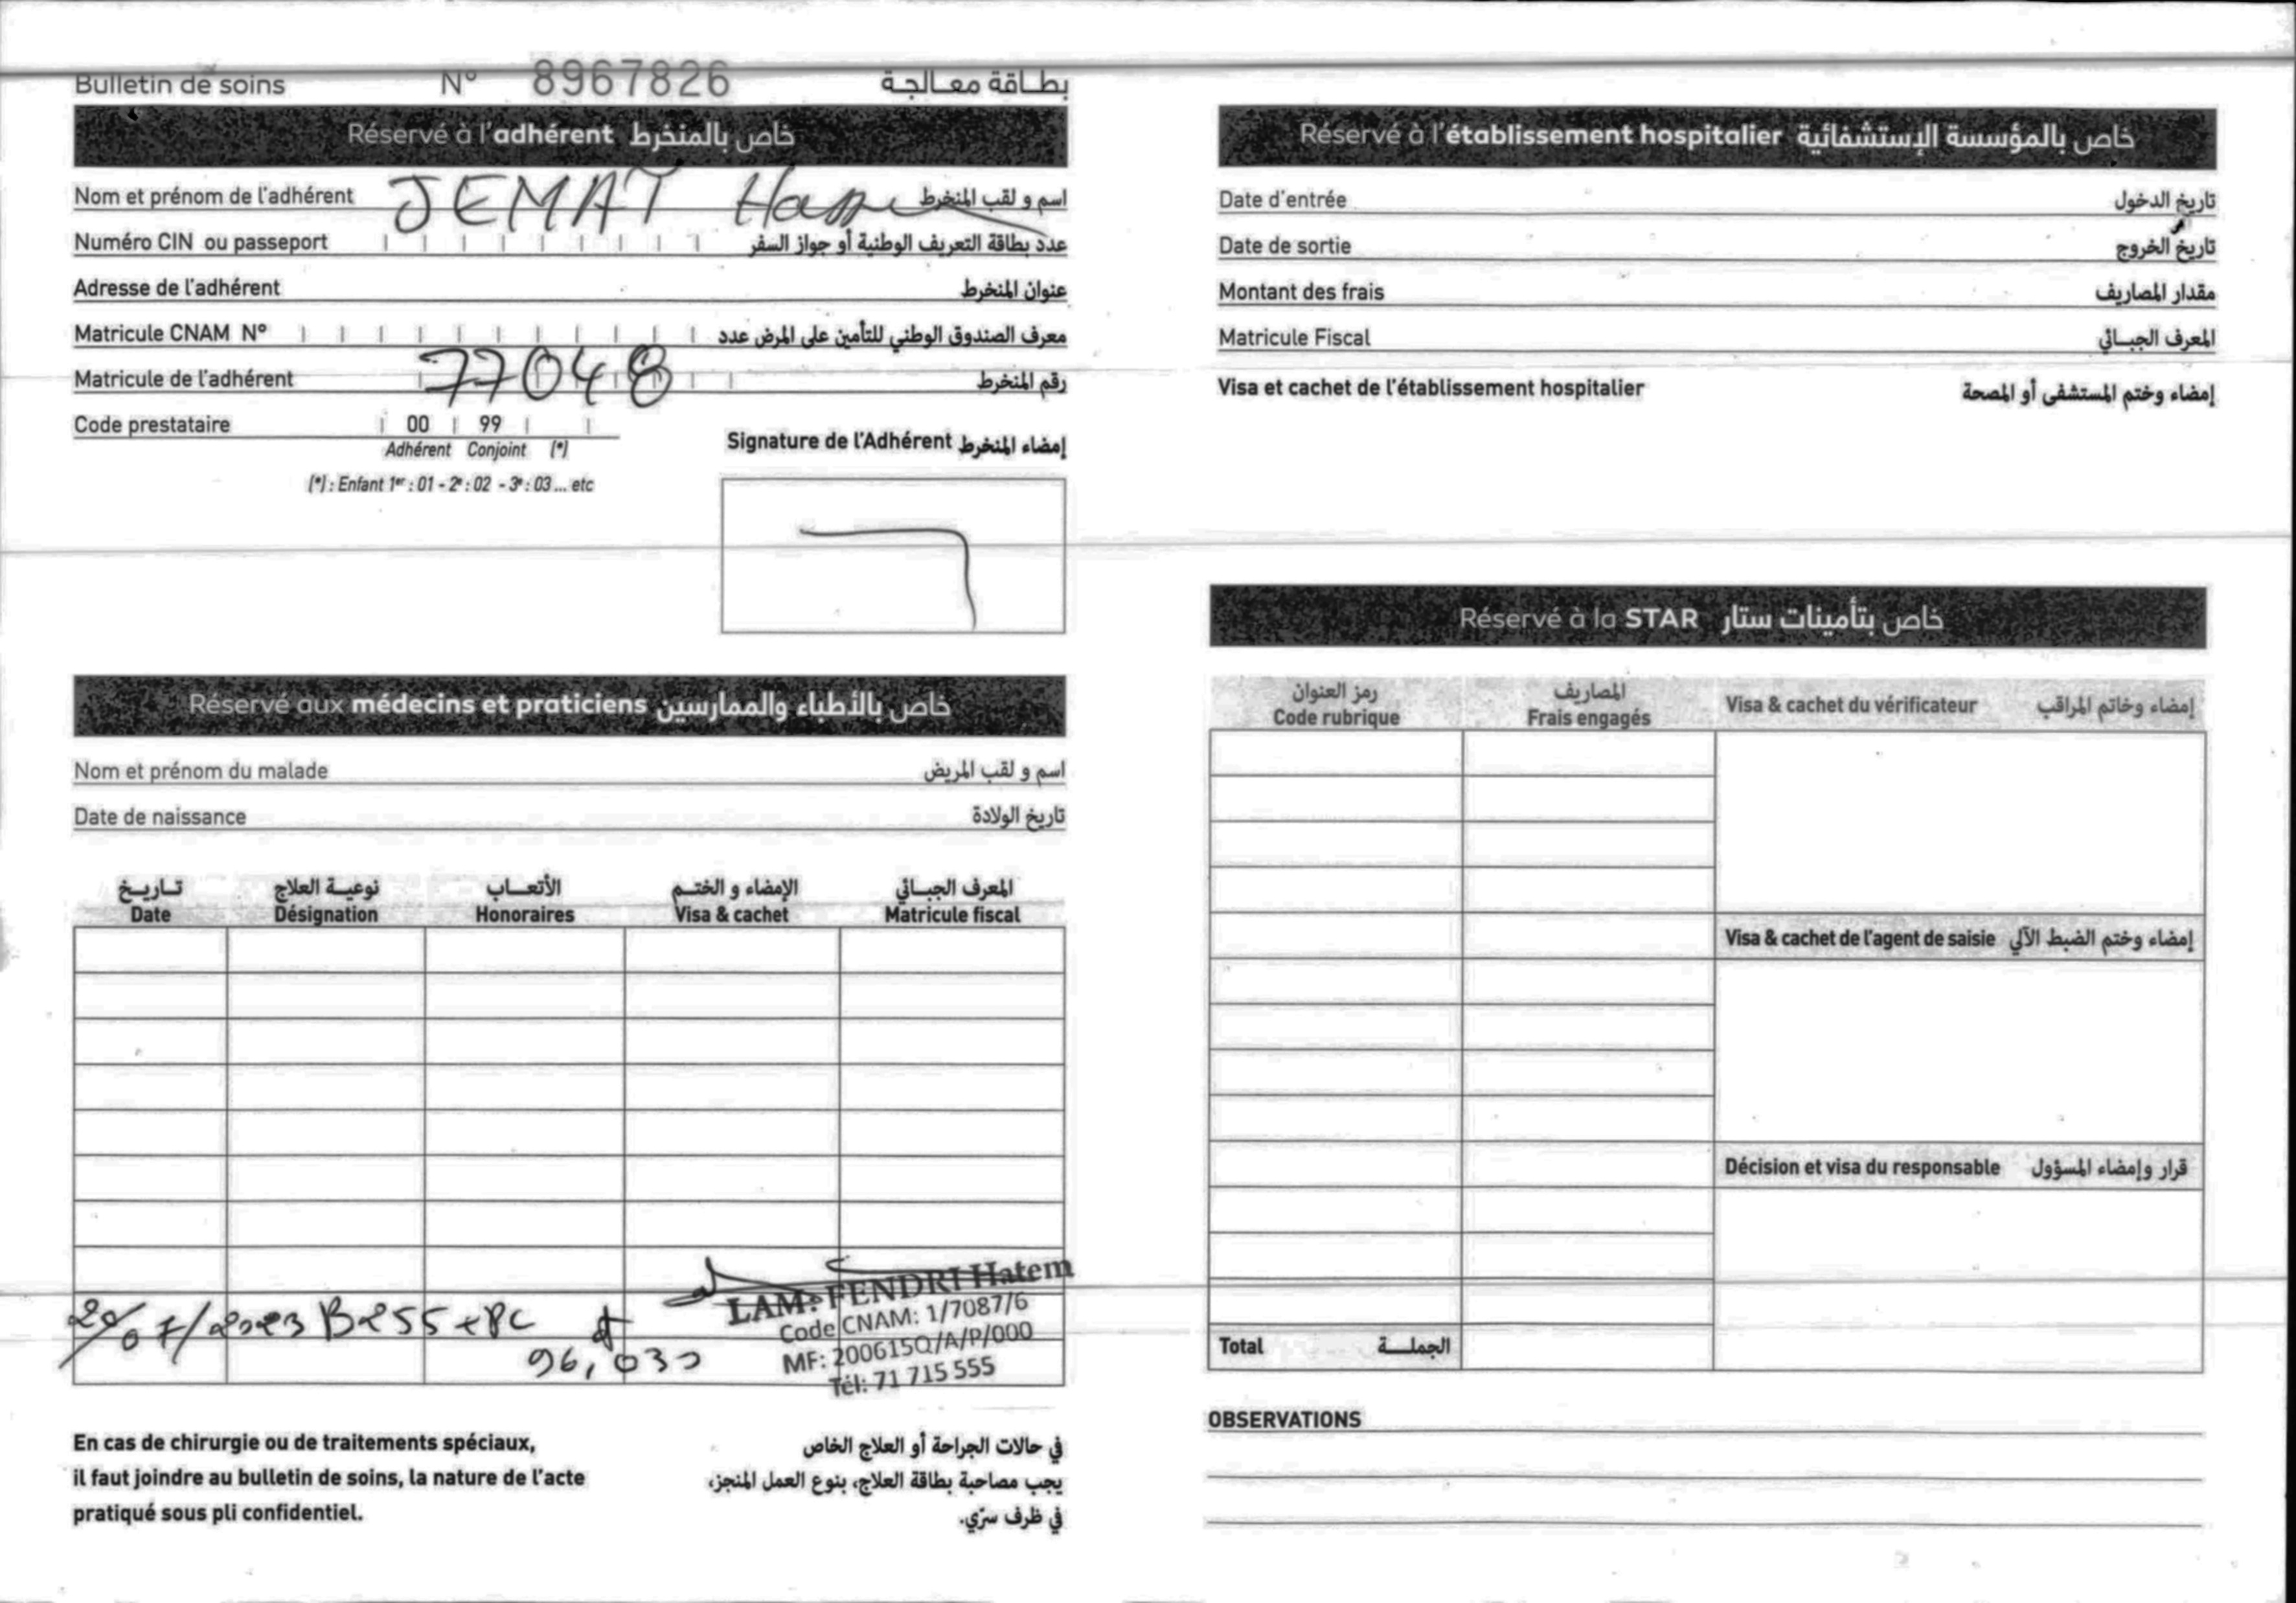 Bulletin de soins N° 8967826 بطاقة معالجة
Réservé à l'adhérent خاص بالمنخرط
Nom et prénom de l'adhérent JEMAT اسم و لقب المنخرط
Numéro CIN ou passeport عدد بطاقة التعريف الوطنية أو جواز السفر
Adresse de l'adhérent عنوان المنخرط
Matricule CNAM N° معرف الصندوق الوطني للتأمين على المرض عدد
Matricule de l'adhérent 77048 رقم المنخرط
Code prestataire 00 99
Adhérent Conjoint (*)
(*) : Enfant 1er : 01 - 2e : 02 - 3e : 03 ... etc
Signature de l'Adhérent إمضاء المنخرط
Réservé aux médecins et praticiens خاص بالأطباء والممارسين
Nom et prénom du malade اسم و لقب المريض
Date de naissance تاريخ الولادة
تاريخ نوعية العلاج الأتعاب الإمضاء و الختم المعرف الجبائي
Date Désignation Honoraires Visa & cachet Matricule fiscal
20/07/2023 B255+PC
96,030
LAM: FENDRI Hatem
Code CNAM: 1/7087/6
MF: 200615Q/A/P/000
Tél: 71 715 555
En cas de chirurgie ou de traitements spéciaux,
il faut joindre au bulletin de soins, la nature de l'acte
pratiqué sous pli confidentiel.
في حالات الجراحة أو العلاج الخاص
يجب مصاحبة بطاقة العلاج، بنوع العمل المنجز،
في ظرف سرّي.
Réservé à l'établissement hospitalier خاص بالمؤسسة الإستشفائية
Date d'entrée تاريخ الدخول
Date de sortie تاريخ الخروج
Montant des frais مقدار المصاريف
Matricule Fiscal المعرف الجبائي
Visa et cachet de l'établissement hospitalier إمضاء وختم المستشفى أو المصحة
Réservé à la STAR خاص بتأمينات ستار
رمز العنوان المصاريف
Code rubrique Frais engagés Visa & cachet du vérificateur إمضاء وخاتم المراقب
Visa & cachet de l'agent de saisie إمضاء وختم الضبط الآلي
Décision et visa du responsable قرار وإمضاء المسؤول
Total الجملة
OBSERVATIONS